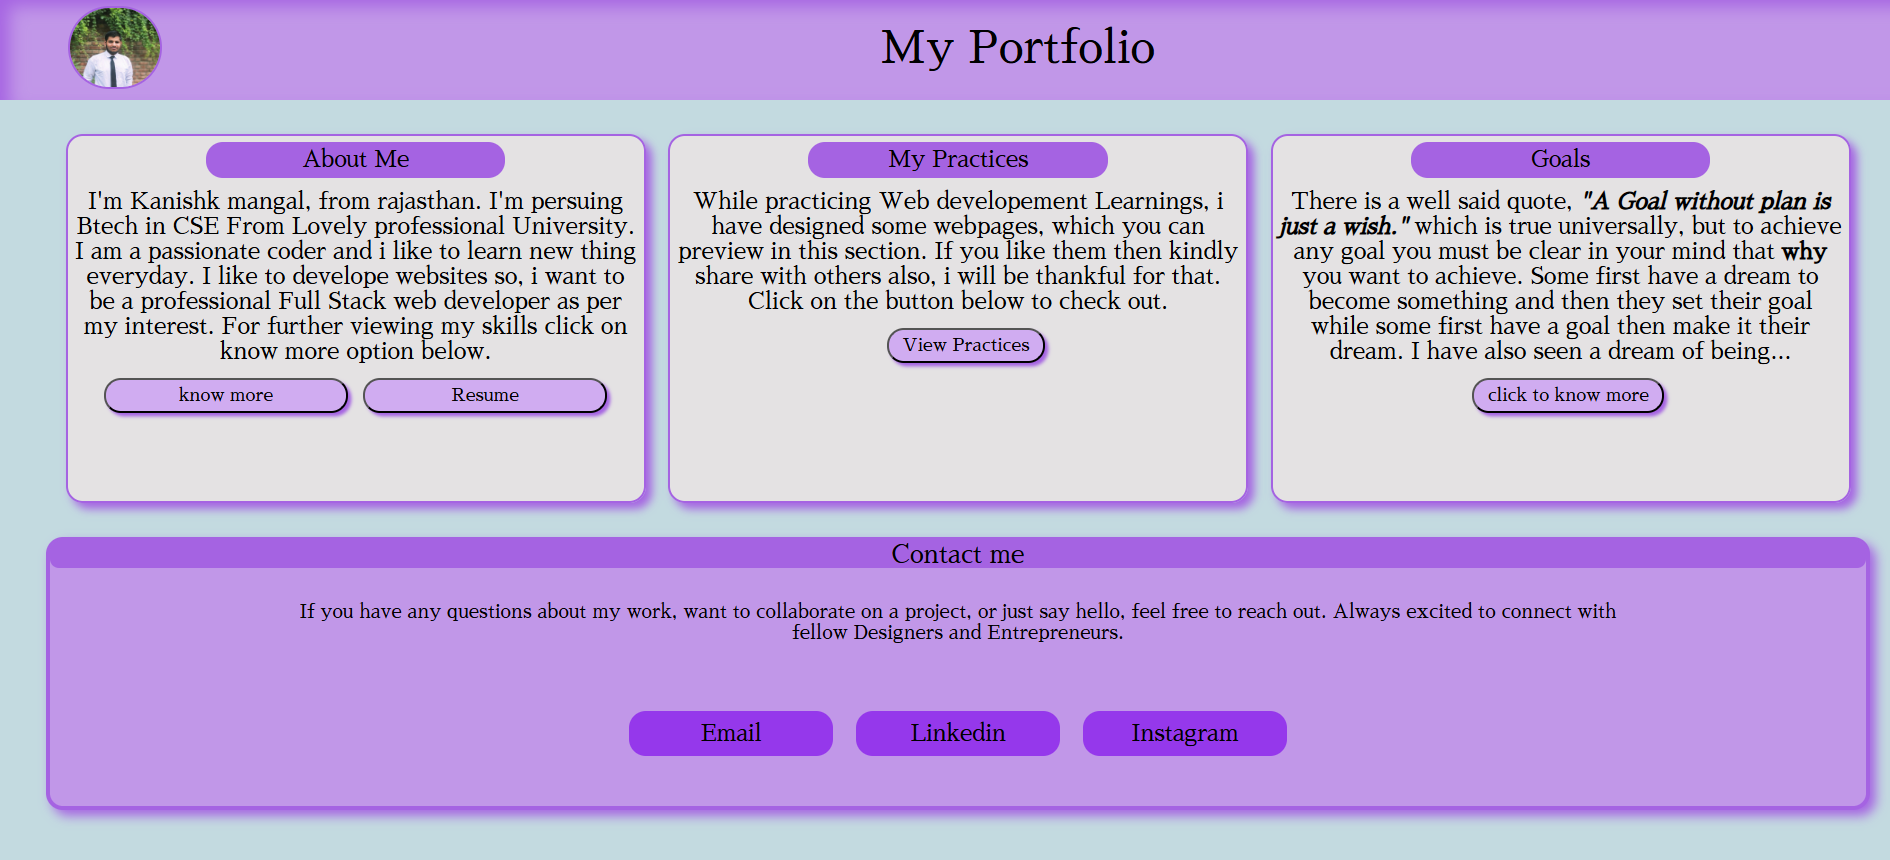 My Portfolio
About Me
I'm Kanishk mangal, from rajasthan. I'm persuing
Btech in CSE From Lovely professional University.
I am a passionate coder and i like to learn new thing
everyday. I like to develope websites so, i want to
be a professional Full Stack web developer as per
my interest. For further viewing my skills click on
know more option below.
know more
Resume
My Practices
While practicing Web developement Learnings, i
have designed some webpages, which you can
preview in this section. If you like them then kindly
share with others also, i will be thankful for that.
Click on the button below to check out.
View Practices
Goals
There is a well said quote, "A Goal without plan is
just a wish." which is true universally, but to achieve
any goal you must be clear in your mind that why
you want to achieve. Some first have a dream to
become something and then they set their goal
while some first have a goal then make it their
dream. I have also seen a dream of being...
click to know more
Contact me
If you have any questions about my work, want to collaborate on a project, or just say hello, feel free to reach out. Always excited to connect with
fellow Designers and Entrepreneurs.
Email
Linkedin
Instagram